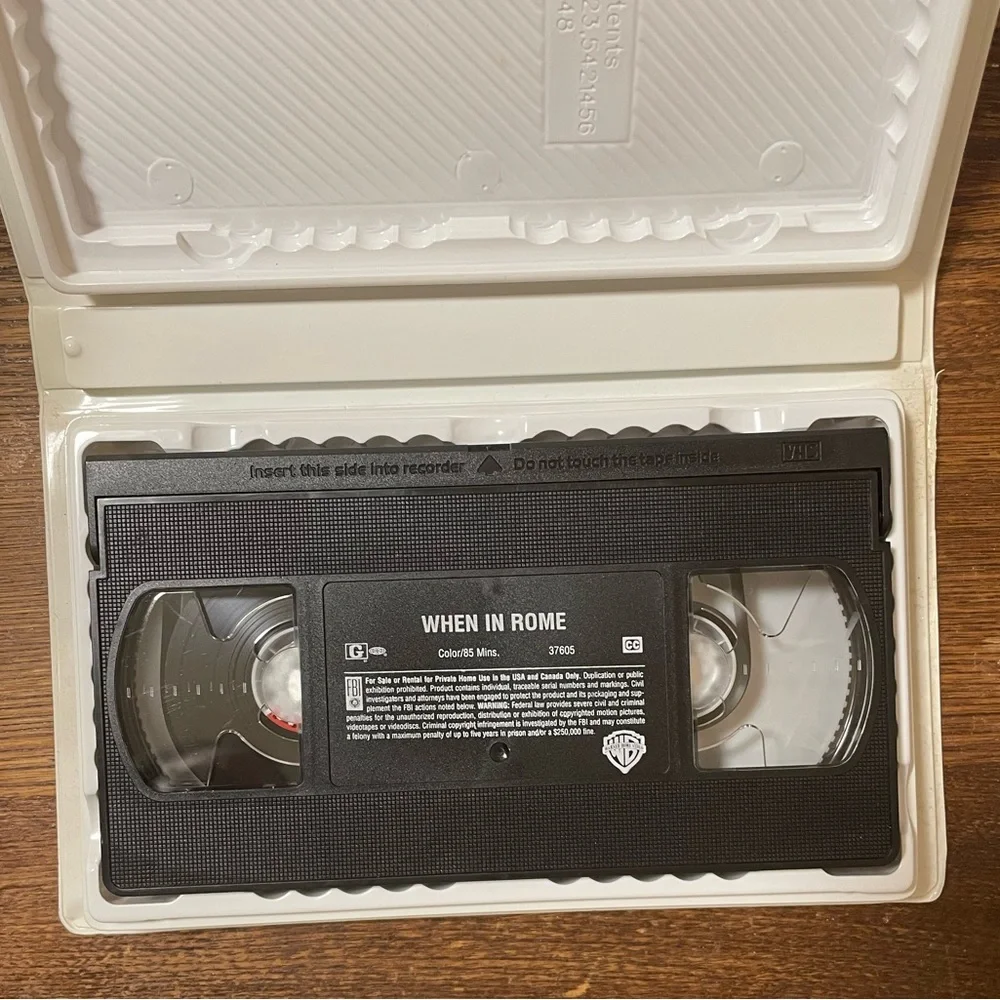 tents
23,5421456
48
Insert this side into recorder Do not touch the tape inside VHS
WHEN IN ROME
G
Color/85 Mins. 37605 CC
FBI
For Sale or Rental for Private Home Use in the USA and Canada Only. Duplication or public
exhibition prohibited. Product contains individual, traceable serial numbers and markings. Civil
investigators and attorneys have been engaged to protect the product and its packaging and sup-
plement the FBI actions noted below. WARNING: Federal law provides severe civil and criminal
penalties for the unauthorized reproduction, distribution or exhibition of copyrighted motion pictures,
videotapes or videodiscs. Criminal copyright infringement is investigated by the FBI and may constitute
a felony with a maximum penalty of up to five years in prison and/or a $250,000 fine.
WARNER HOME VIDEO